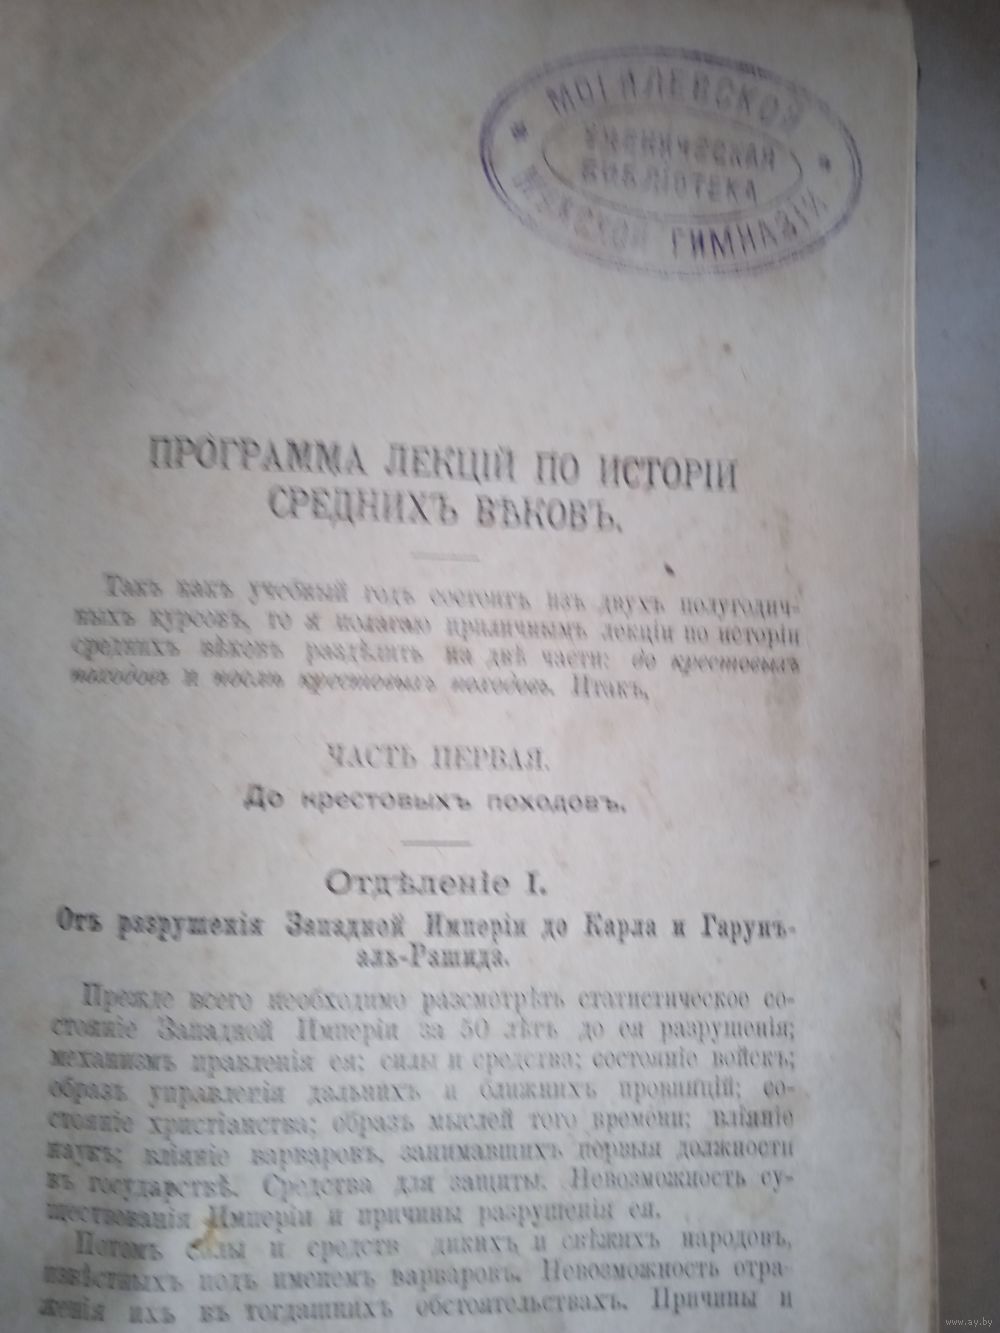 МОГИЛЕВСКОЙ
УЧЕНИЧЕСКАЯ
БИБЛІОТЕКА
МУЖСКОЙ ГИМНАЗІИ
ПРОГРАММА ЛЕКЦІЙ ПО ИСТОРІИ
СРЕДНИХЪ ВѢКОВЪ.
Такъ какъ учебный годъ состоитъ изъ двухъ полугодич-
ныхъ курсовъ, то я полагаю приличнымъ лекціи по исторіи
среднихъ вѣковъ раздѣлить на двѣ части: до крестовыхъ
походовъ и послѣ крестовыхъ походовъ. Итакъ,
ЧАСТЬ ПЕРВАЯ.
До крестовыхъ походовъ.
Отдѣленіе I.
Отъ разрушенія Западной Имперіи до Карла и Гарунъ-
аль-Рашида.
Прежде всего необходимо разсмотрѣть статистическое со-
стояніе Западной Имперіи за 50 лѣтъ до ея разрушенія;
механизмъ правленія ея; силы и средства; состояніе войскъ;
образъ управленія дальнихъ и ближнихъ провинцій; со-
стояніе христіанства; образъ мыслей того времени; вліяніе
наукъ; вліяніе варваровъ, занимавшихъ первыя должности
въ государствѣ. Средства для защиты. Невозможность су-
ществованія Имперіи и причины разрушенія ея.
Потомъ силы и средств дикихъ и свѣжихъ народовъ,
извѣстныхъ подъ именемъ варваровъ. Невозможность отра-
женія ихъ въ тогдашнихъ обстоятельствахъ. Причины и
www.ay.by